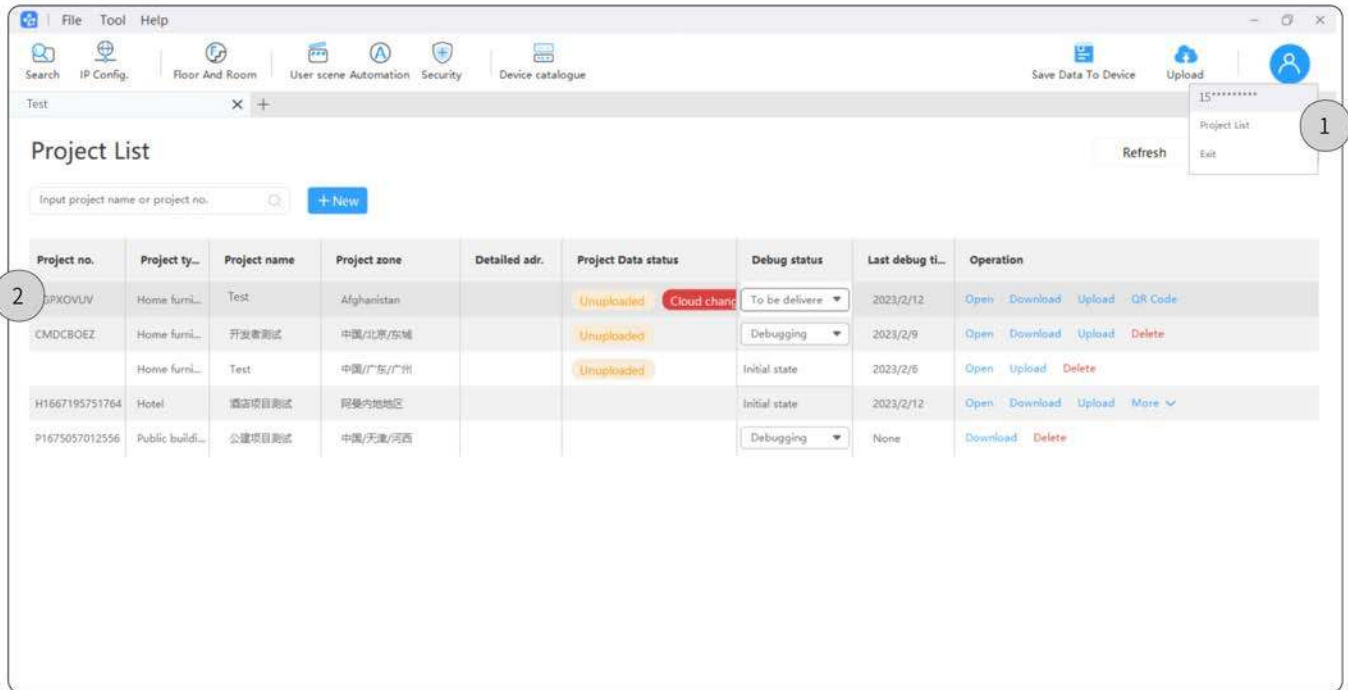 File Tool Help
Search IP Config. Floor And Room User scene Automation Security Device catalogue Save Data To Device Upload
Test
15*********
Project List
Exit
1
Project List
Refresh
Input project name or project no. + New
Project no. Project ty... Project name Project zone Detailed adr. Project Data status Debug status Last debug ti... Operation
2
GPXOVUV Home furni... Test Afghanistan Unuploaded Cloud chang To be delivere 2023/2/12 Open Download Upload QR Code
CMDCBOEZ Home furni... 开发者测试 中国/北京/东城 Unuploaded Debugging 2023/2/9 Open Download Upload Delete
Home furni... Test 中国/广东/广州 Unuploaded Initial state 2023/2/6 Open Upload Delete
H1667195751764 Hotel 酒店项目测试 阿曼内地地区 Initial state 2023/2/12 Open Download Upload More
P1675057012556 Public buildi... 公建项目测试 中国/天津/河西 Debugging None Download Delete